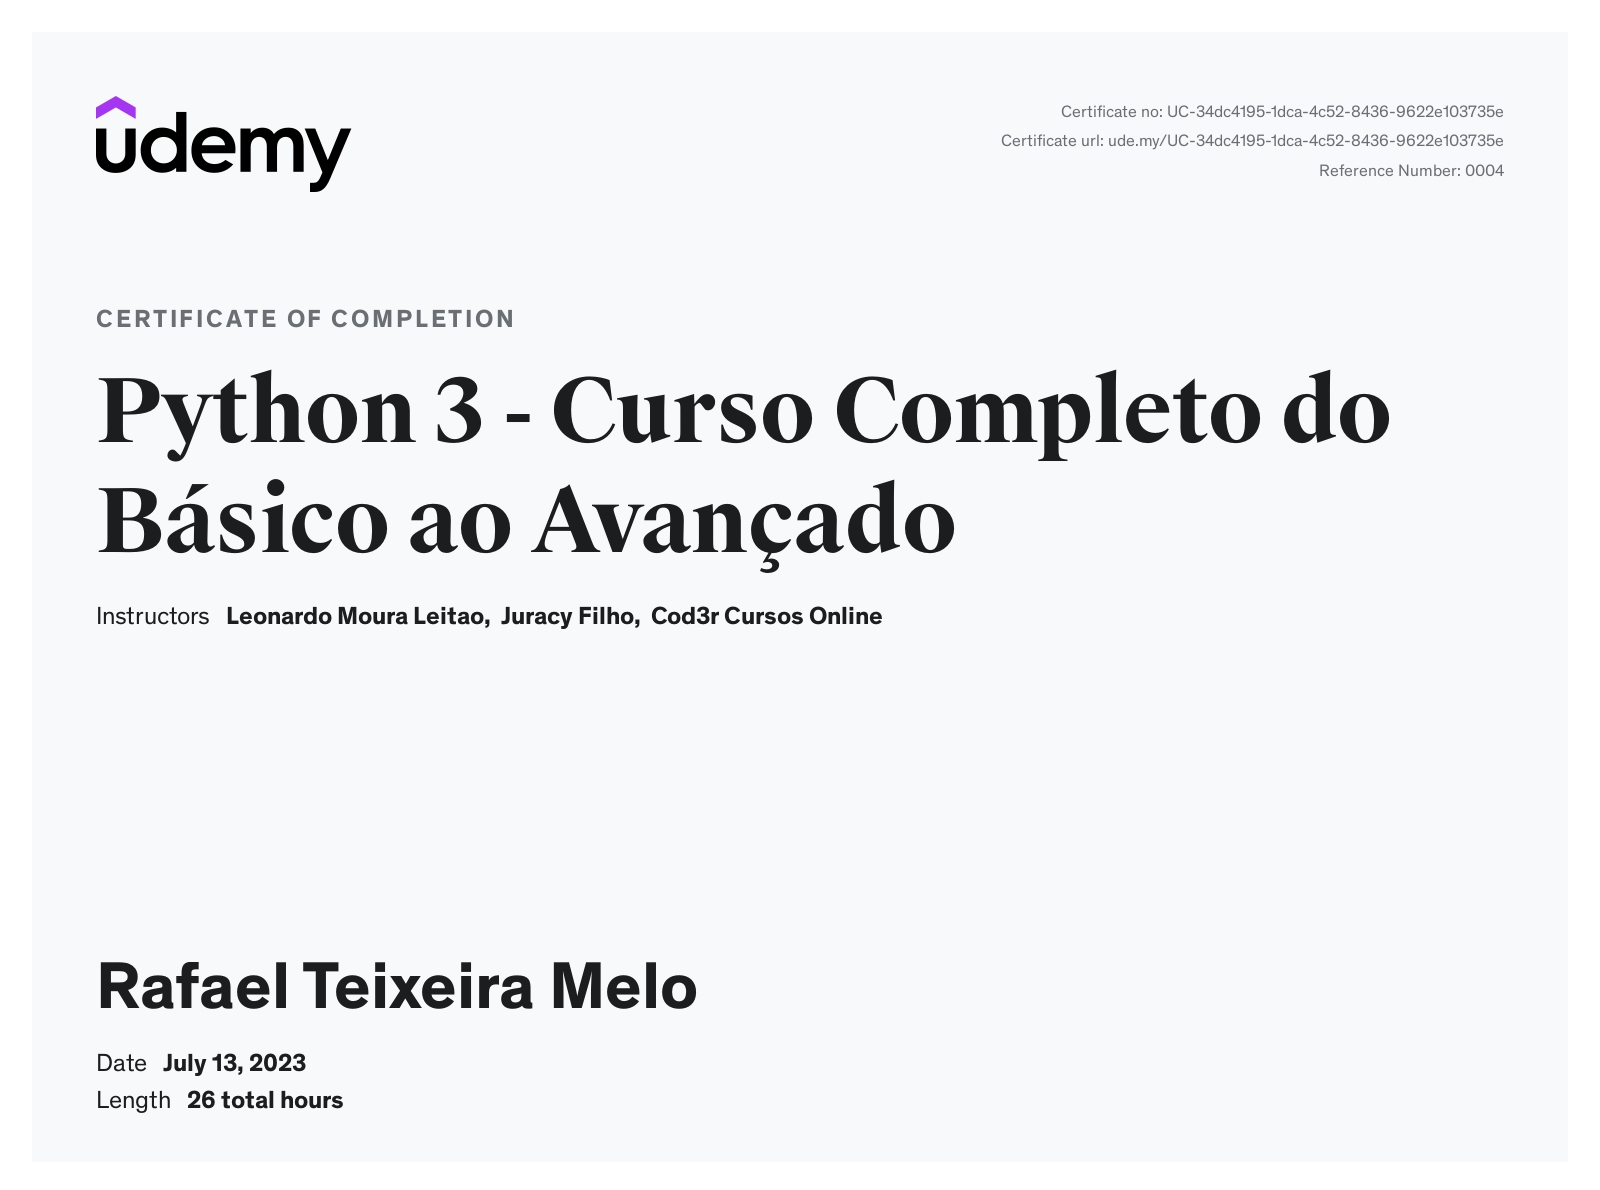 udemy
Certificate no: UC-34dc4195-1dca-4c52-8436-9622e103735e
Certificate url: ude.my/UC-34dc4195-1dca-4c52-8436-9622e103735e
Reference Number: 0004
CERTIFICATE OF COMPLETION
Python 3 - Curso Completo do
Básico ao Avançado
Instructors Leonardo Moura Leitao, Juracy Filho, Cod3r Cursos Online
Rafael Teixeira Melo
Date July 13, 2023
Length 26 total hours